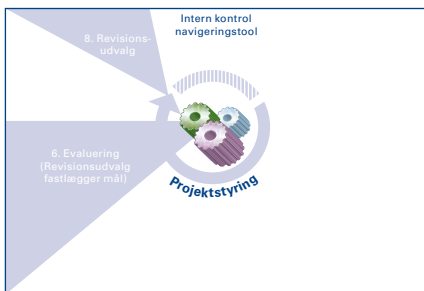 Intern kontrol
navigeringstool
8. Revisions-
udvalg
6. Evaluering
(Revisionsudvalg
fastlægger mål)
Projektstyring